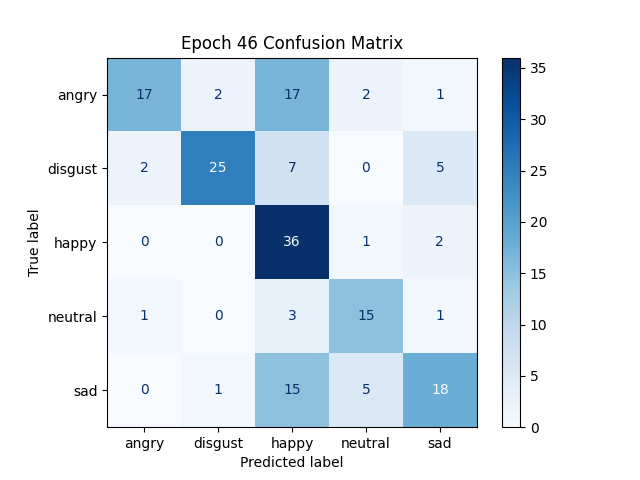 Epoch 46 Confusion Matrix
True label
angry 17 2 17 2 1
disgust 2 25 7 0 5
happy 0 0 36 1 2
neutral 1 0 3 15 1
sad 0 1 15 5 18
angry disgust happy neutral sad
Predicted label
35
30
25
20
15
10
5
0